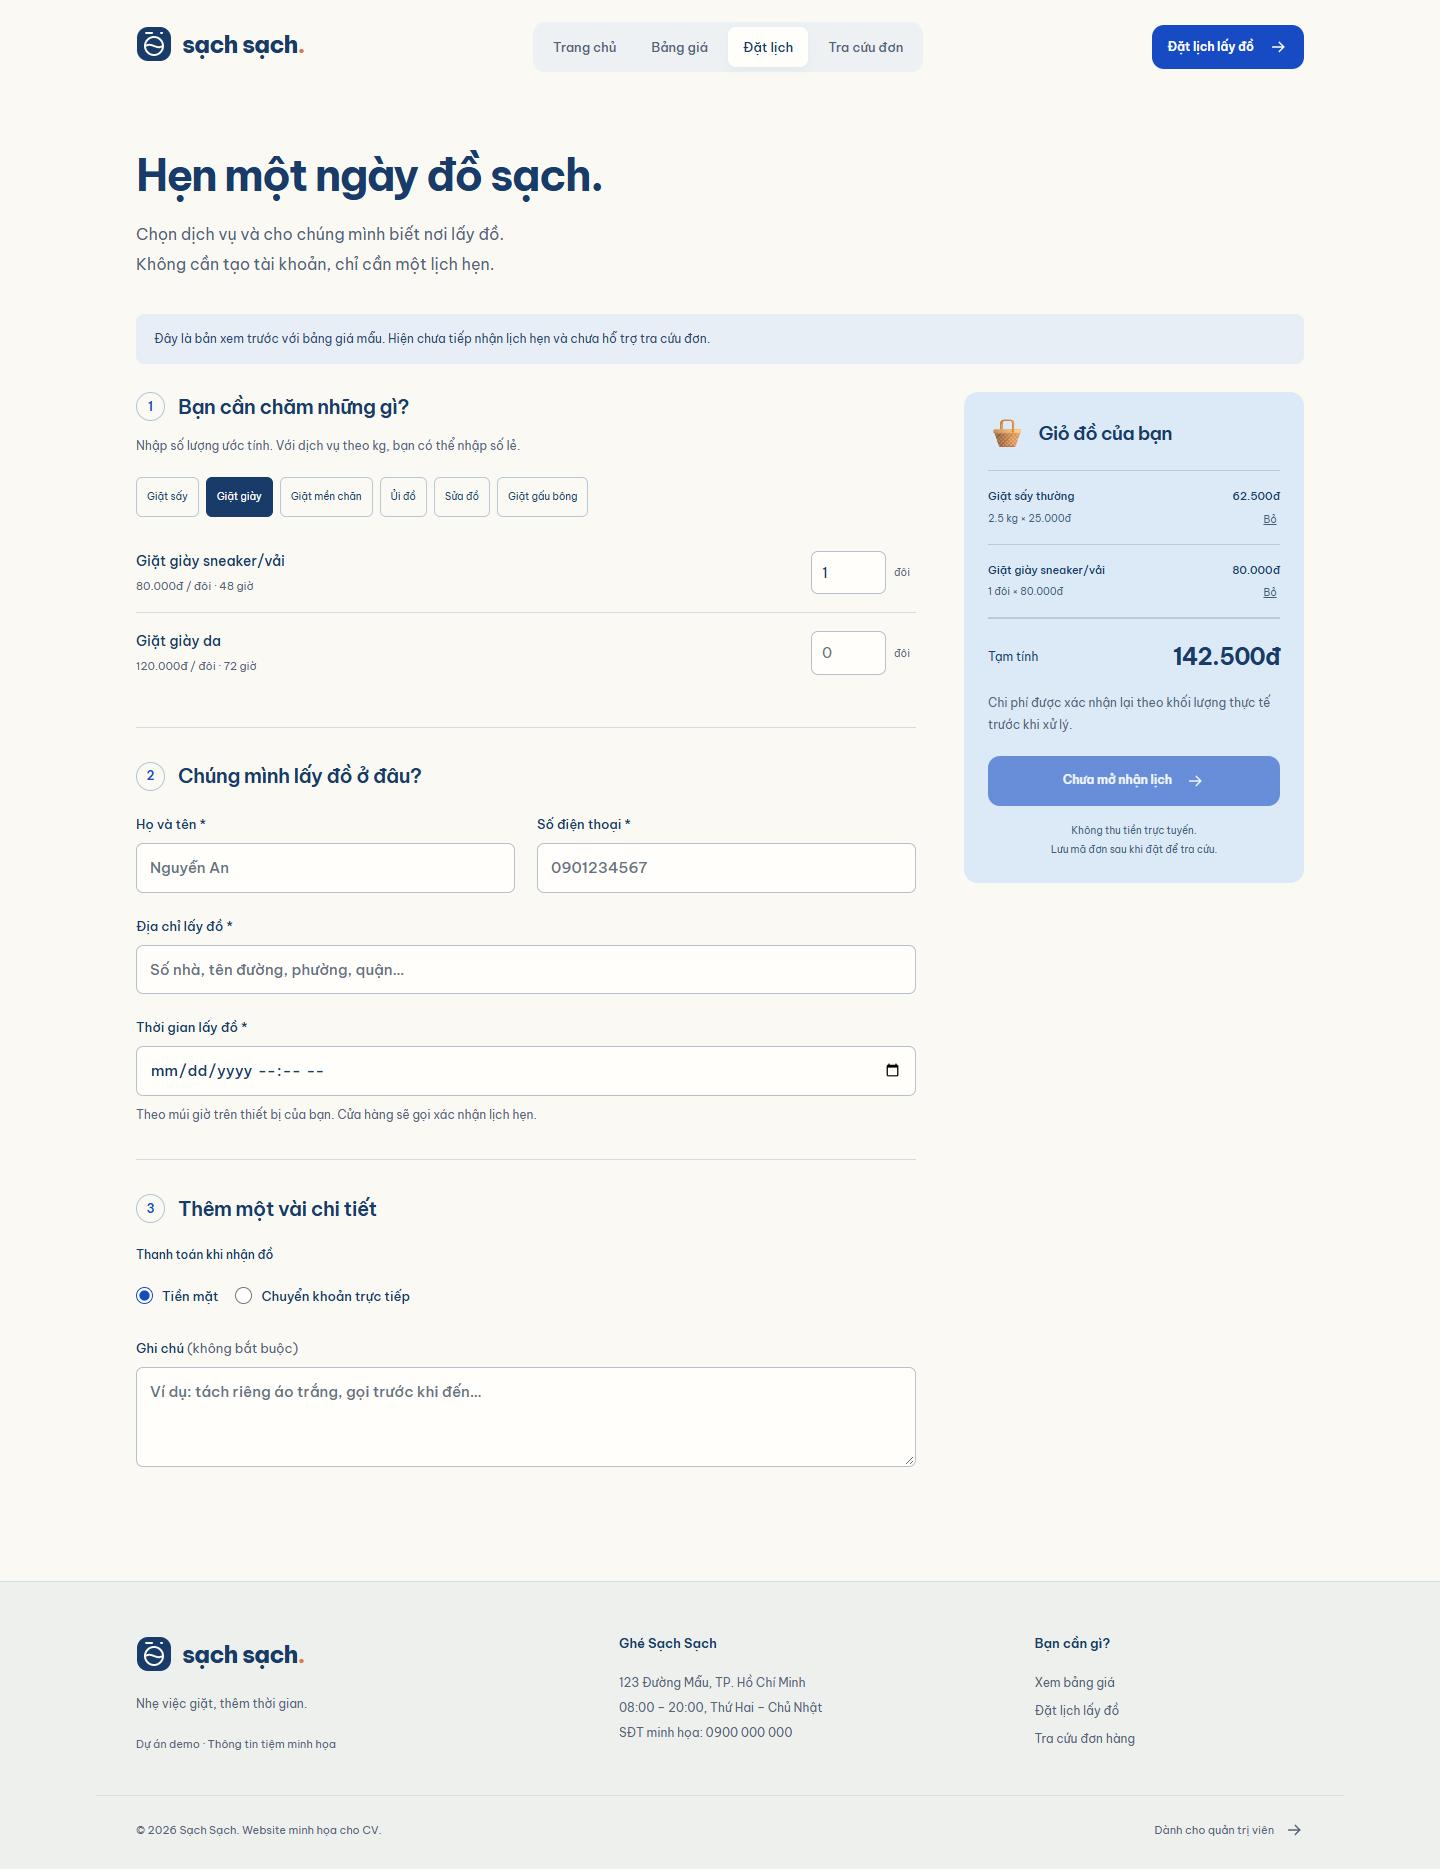 sạch sạch.
Trang chủ
Bảng giá
Đặt lịch
Tra cứu đơn
Đặt lịch lấy đồ
Hẹn một ngày đồ sạch.
Chọn dịch vụ và cho chúng mình biết nơi lấy đồ.
Không cần tạo tài khoản, chỉ cần một lịch hẹn.
Đây là bản xem trước với bảng giá mẫu. Hiện chưa tiếp nhận lịch hẹn và chưa hỗ trợ tra cứu đơn.
1 Bạn cần chăm những gì?
Nhập số lượng ước tính. Với dịch vụ theo kg, bạn có thể nhập số lẻ.
Giặt sấy
Giặt giày
Giặt mền chăn
Ủi đồ
Sửa đồ
Giặt gấu bông
Giặt giày sneaker/vải
80.000đ / đôi · 48 giờ
1 đôi
Giặt giày da
120.000đ / đôi · 72 giờ
0 đôi
2 Chúng mình lấy đồ ở đâu?
Họ và tên *
Nguyễn An
Số điện thoại *
0901234567
Địa chỉ lấy đồ *
Số nhà, tên đường, phường, quận...
Thời gian lấy đồ *
mm/dd/yyyy --:-- --
Theo múi giờ trên thiết bị của bạn. Cửa hàng sẽ gọi xác nhận lịch hẹn.
3 Thêm một vài chi tiết
Thanh toán khi nhận đồ
Tiền mặt
Chuyển khoản trực tiếp
Ghi chú (không bắt buộc)
Ví dụ: tách riêng áo trắng, gọi trước khi đến...
Giỏ đồ của bạn
Giặt sấy thường 62.500đ
2.5 kg × 25.000đ Bỏ
Giặt giày sneaker/vải 80.000đ
1 đôi × 80.000đ Bỏ
Tạm tính 142.500đ
Chi phí được xác nhận lại theo khối lượng thực tế
trước khi xử lý.
Chưa mở nhận lịch
Không thu tiền trực tuyến.
Lưu mã đơn sau khi đặt để tra cứu.
sạch sạch.
Nhẹ việc giặt, thêm thời gian.
Dự án demo · Thông tin tiệm minh họa
Ghé Sạch Sạch
123 Đường Mẫu, TP. Hồ Chí Minh
08:00 – 20:00, Thứ Hai – Chủ Nhật
SĐT minh họa: 0900 000 000
Bạn cần gì?
Xem bảng giá
Đặt lịch lấy đồ
Tra cứu đơn hàng
© 2026 Sạch Sạch. Website minh họa cho CV.
Dành cho quản trị viên